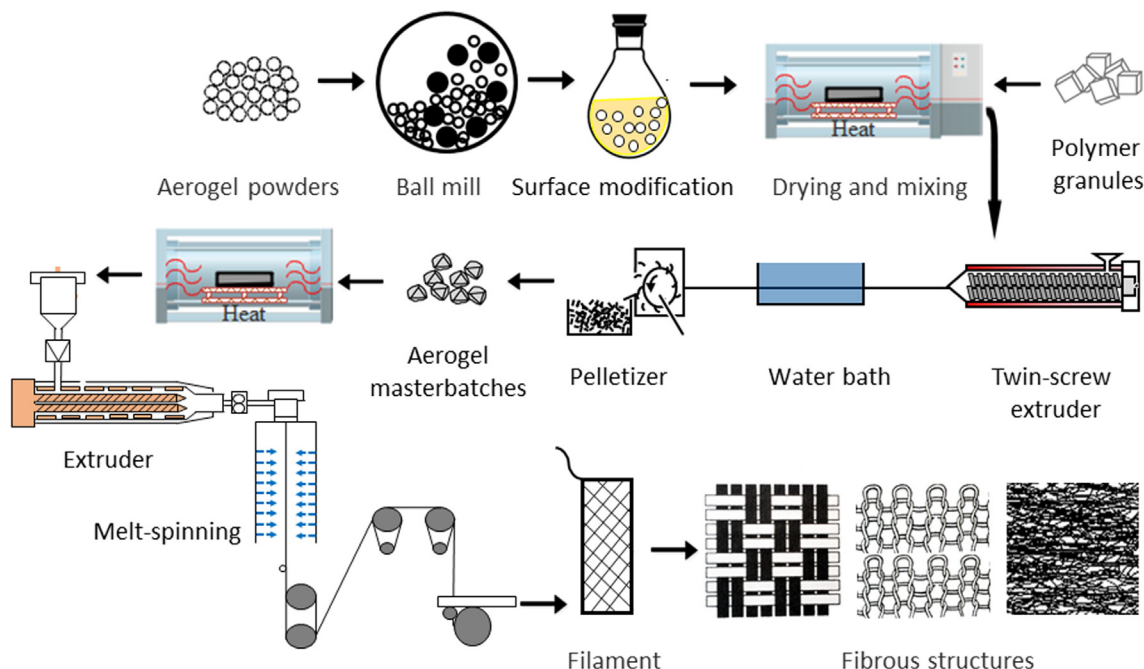 Heat
Aerogel powders
Ball mill
Surface modification
Drying and mixing
Polymer
granules
Heat
Aerogel
masterbatches
Pelletizer
Water bath
Twin-screw
extruder
Extruder
Melt-spinning
Filament
Fibrous structures